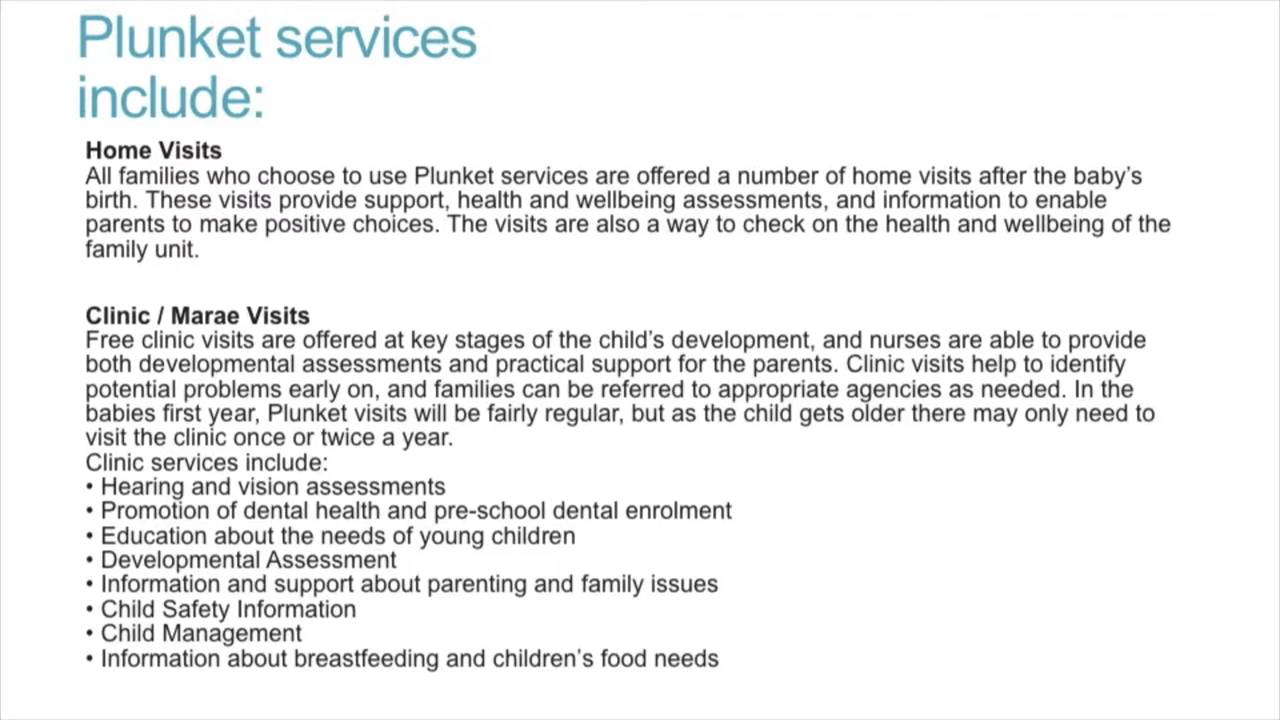 Plunket services
include:
Home Visits
All families who choose to use Plunket services are offered a number of home visits after the baby's
birth. These visits provide support, health and wellbeing assessments, and information to enable
parents to make positive choices. The visits are also a way to check on the health and wellbeing of the
family unit.
Clinic / Marae Visits
Free clinic visits are offered at key stages of the child's development, and nurses are able to provide
both developmental assessments and practical support for the parents. Clinic visits help to identify
potential problems early on, and families can be referred to appropriate agencies as needed. In the
babies first year, Plunket visits will be fairly regular, but as the child gets older there may only need to
visit the clinic once or twice a year.
Clinic services include:
• Hearing and vision assessments
• Promotion of dental health and pre-school dental enrolment
• Education about the needs of young children
• Developmental Assessment
• Information and support about parenting and family issues
• Child Safety Information
• Child Management
• Information about breastfeeding and children's food needs